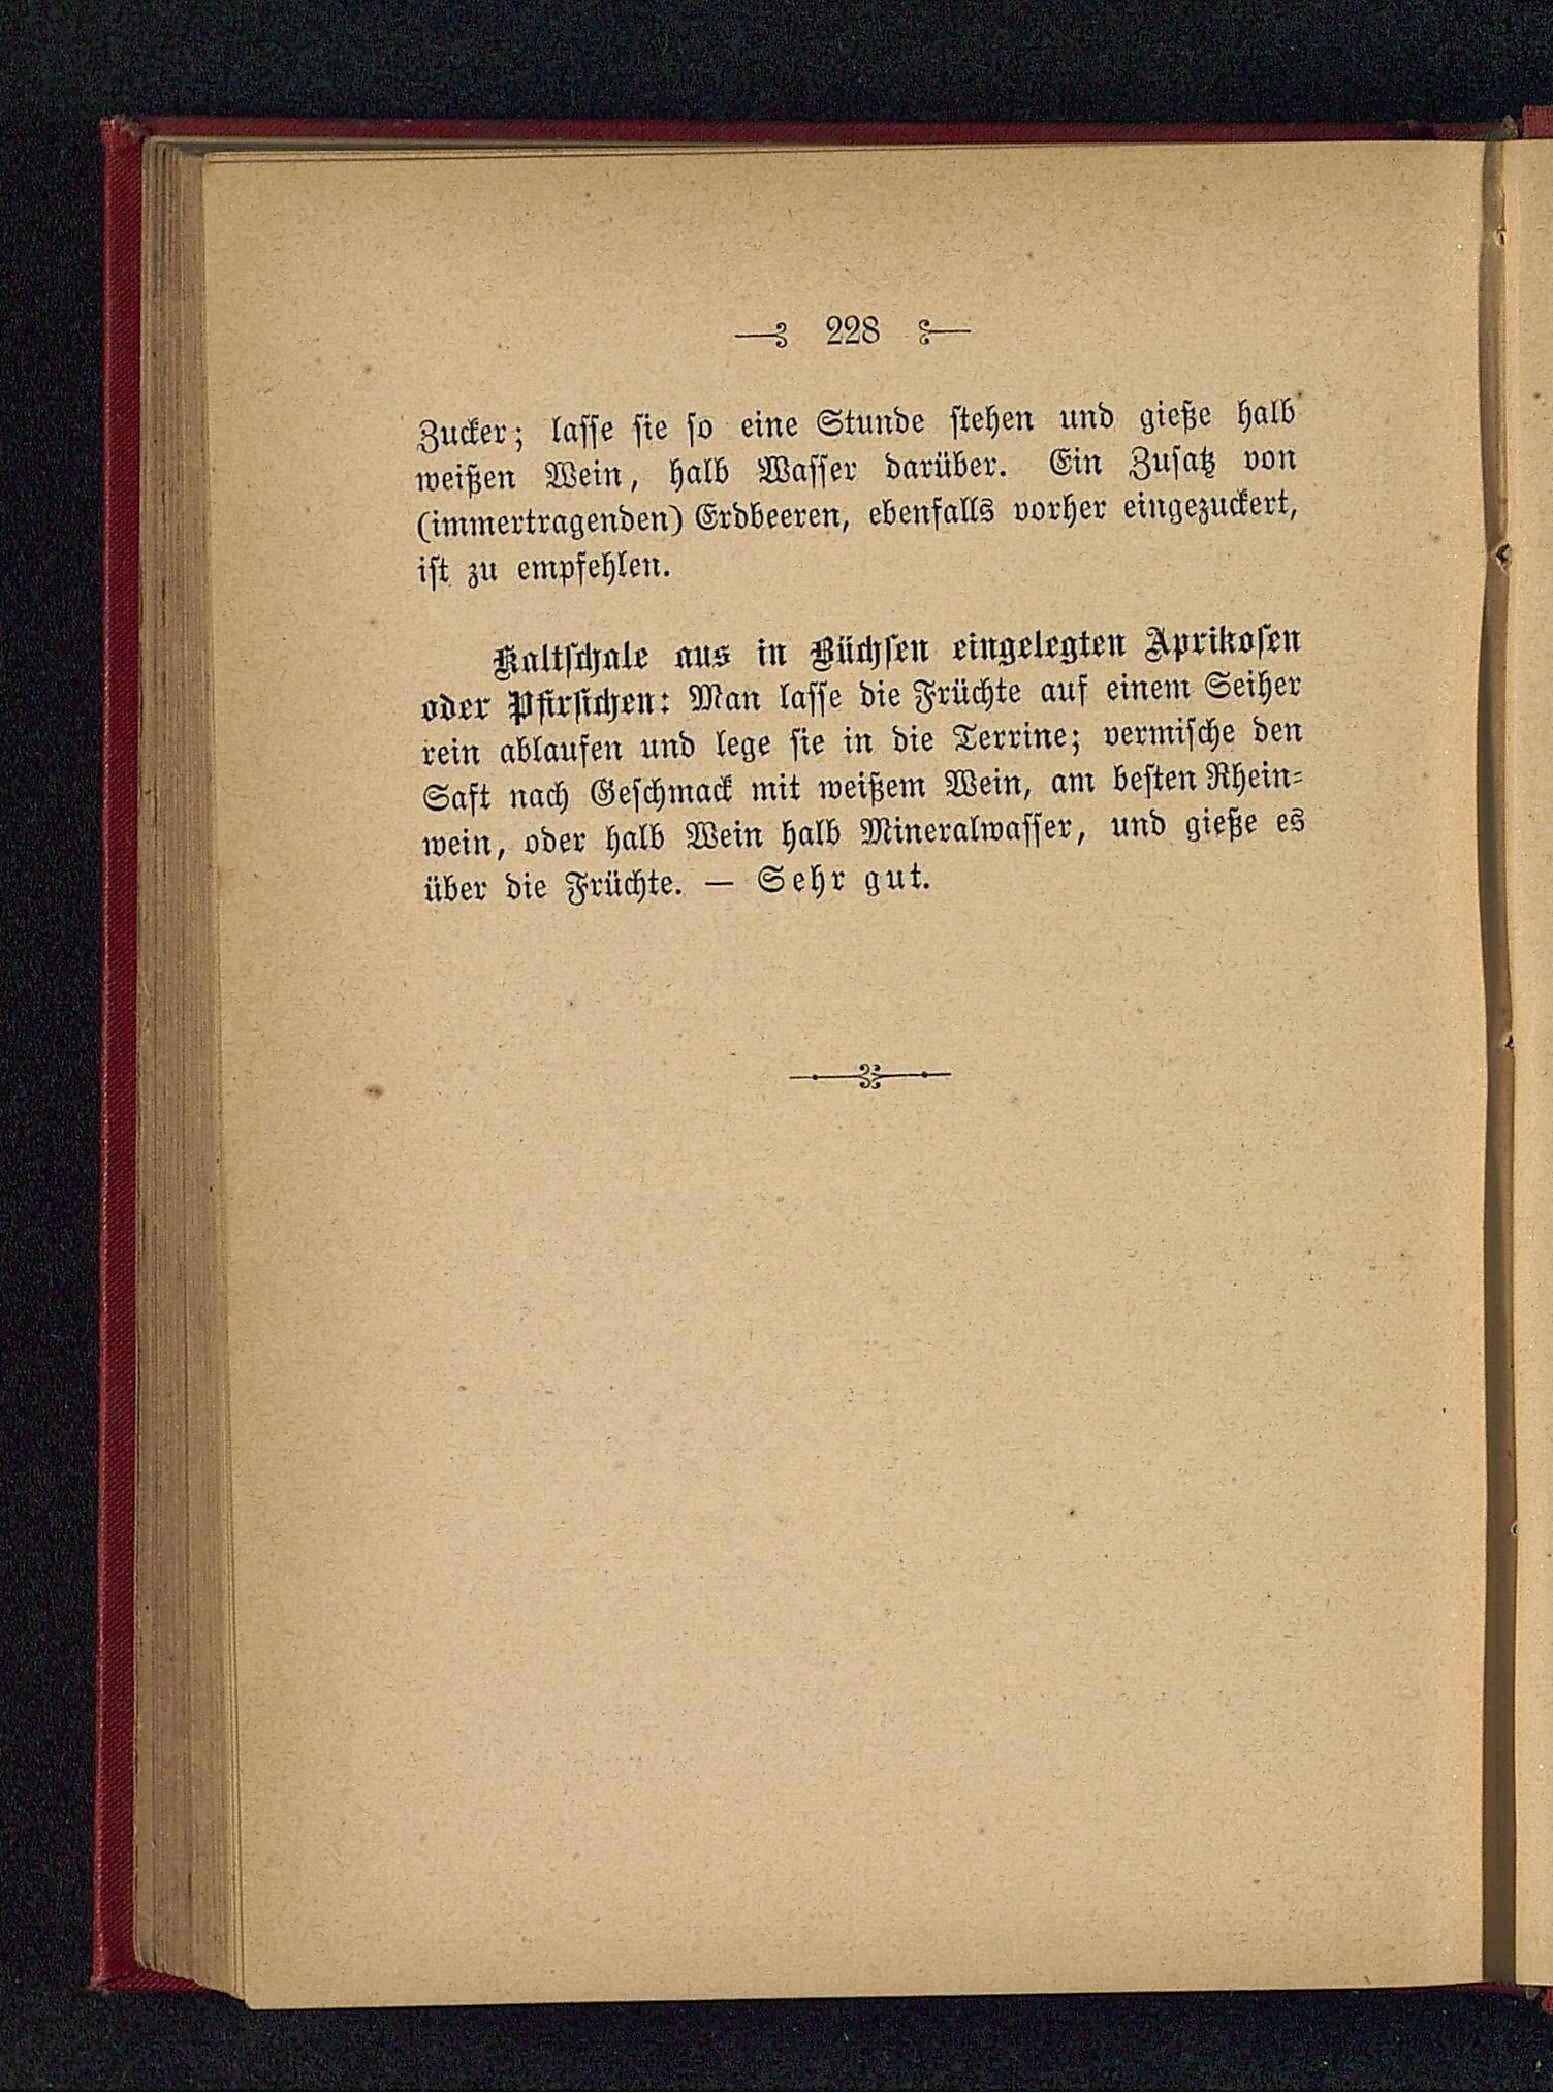 228
Zucker; lasse sie so eine Stunde stehen und gieße halb
weißen Wein, halb Wasser darüber. Ein Zusatz von
(immertragenden) Erdbeeren, ebenfalls vorher eingezuckert,
ist zu empfehlen.
Kaltschale aus in Büchsen eingelegten Aprikosen
oder Pfirsichen: Man lasse die Früchte auf einem Seiher
rein ablaufen und lege sie in die Terrine; vermische den
Saft nach Geschmack mit weißem Wein, am besten Rhein-
wein, oder halb Wein halb Mineralwasser, und gieße es
über die Früchte. — Sehr gut.